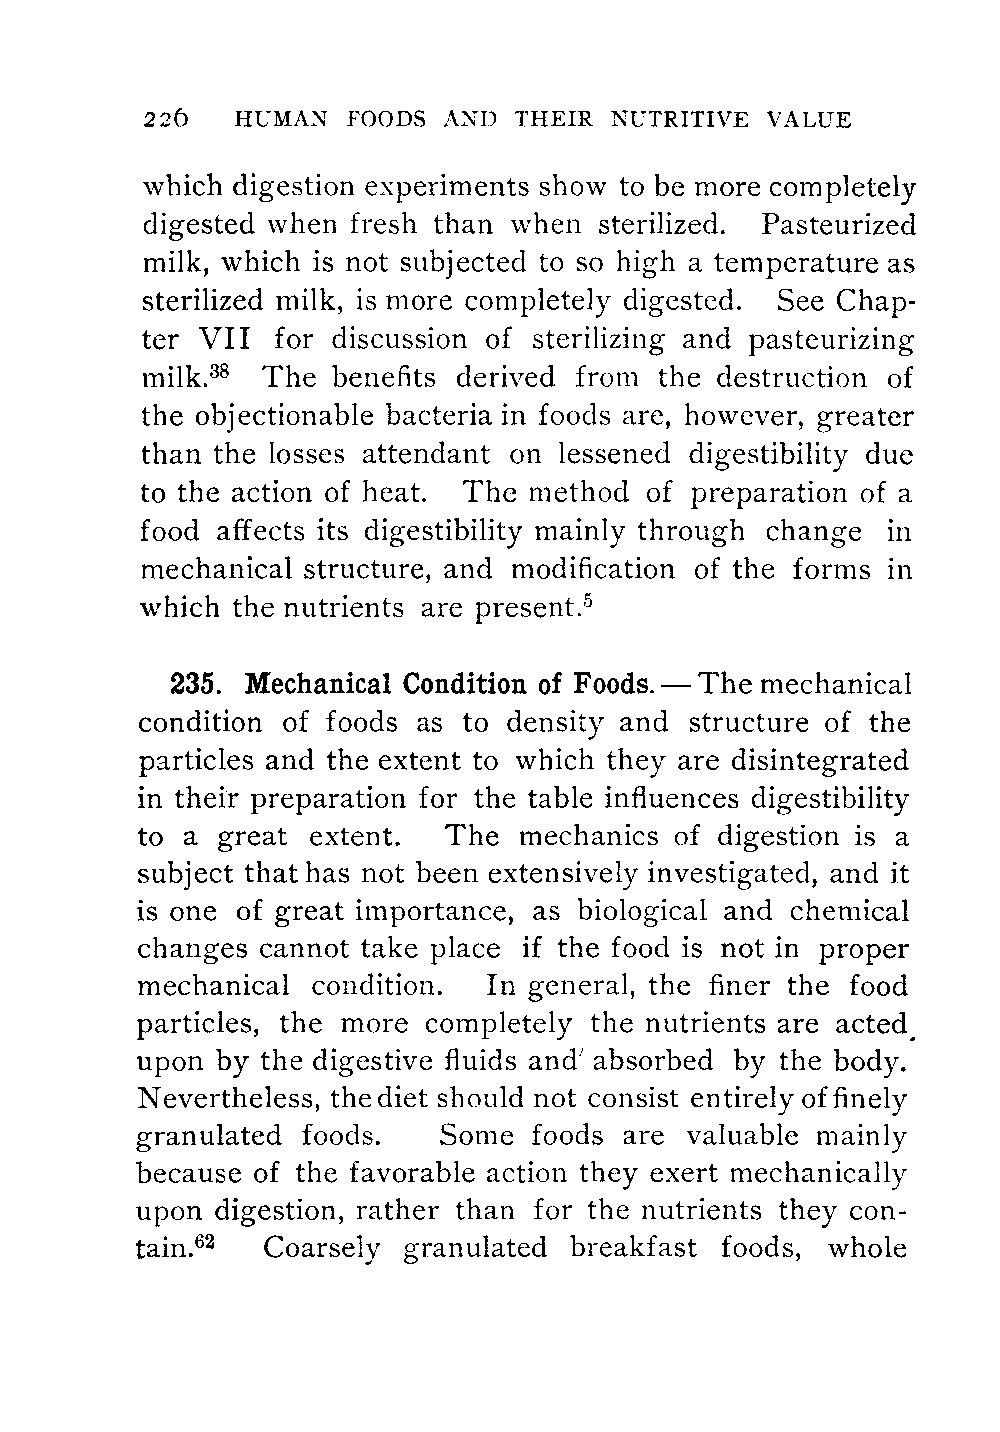 226 HUMAN FOODS AND THEIR NUTRITIVE VALUE
which digestion experiments show to be more completely
digested when fresh than when sterilized. Pasteurized
milk, which is not subjected to so high a temperature as
sterilized milk, is more completely digested. See Chap-
ter VII for discussion of sterilizing and pasteurizing
milk.³⁸ The benefits derived from the destruction of
the objectionable bacteria in foods are, however, greater
than the losses attendant on lessened digestibility due
to the action of heat. The method of preparation of a
food affects its digestibility mainly through change in
mechanical structure, and modification of the forms in
which the nutrients are present.⁵
235. Mechanical Condition of Foods. — The mechanical
condition of foods as to density and structure of the
particles and the extent to which they are disintegrated
in their preparation for the table influences digestibility
to a great extent. The mechanics of digestion is a
subject that has not been extensively investigated, and it
is one of great importance, as biological and chemical
changes cannot take place if the food is not in proper
mechanical condition. In general, the finer the food
particles, the more completely the nutrients are acted
upon by the digestive fluids and absorbed by the body.
Nevertheless, the diet should not consist entirely of finely
granulated foods. Some foods are valuable mainly
because of the favorable action they exert mechanically
upon digestion, rather than for the nutrients they con-
tain.⁶² Coarsely granulated breakfast foods, whole